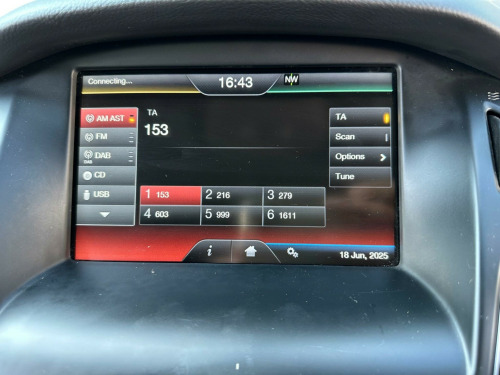 Connecting...
16:43
NW
AM AST
FM
DAB
CD
USB
TA
153
TA
Scan
Options
Tune
1 153
2 216
3 279
4 603
5 999
6 1611
i
18 Jun, 2025